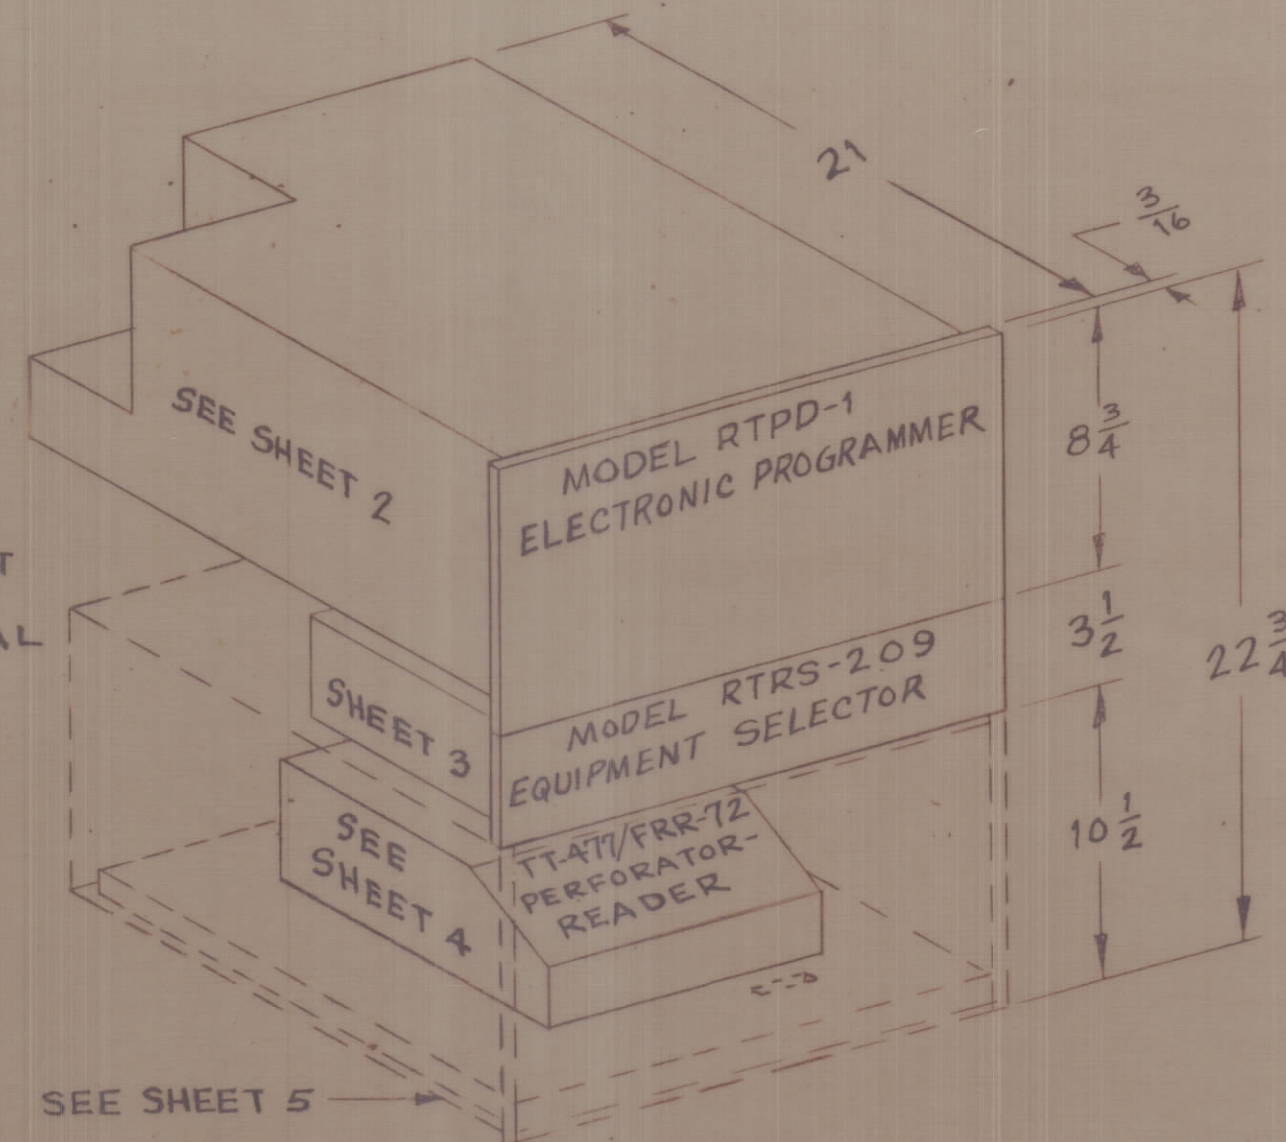 21
3/16
SEE SHEET 2
MODEL RTPD-1
ELECTRONIC PROGRAMMER
8 3/4
3 1/2
22 3/4
10 1/2
T
AL
SHEET 3
MODEL RTRS-209
EQUIPMENT SELECTOR
SEE
SHEET 4
TT-477/FRR-72
PERFORATOR-
READER
SEE SHEET 5